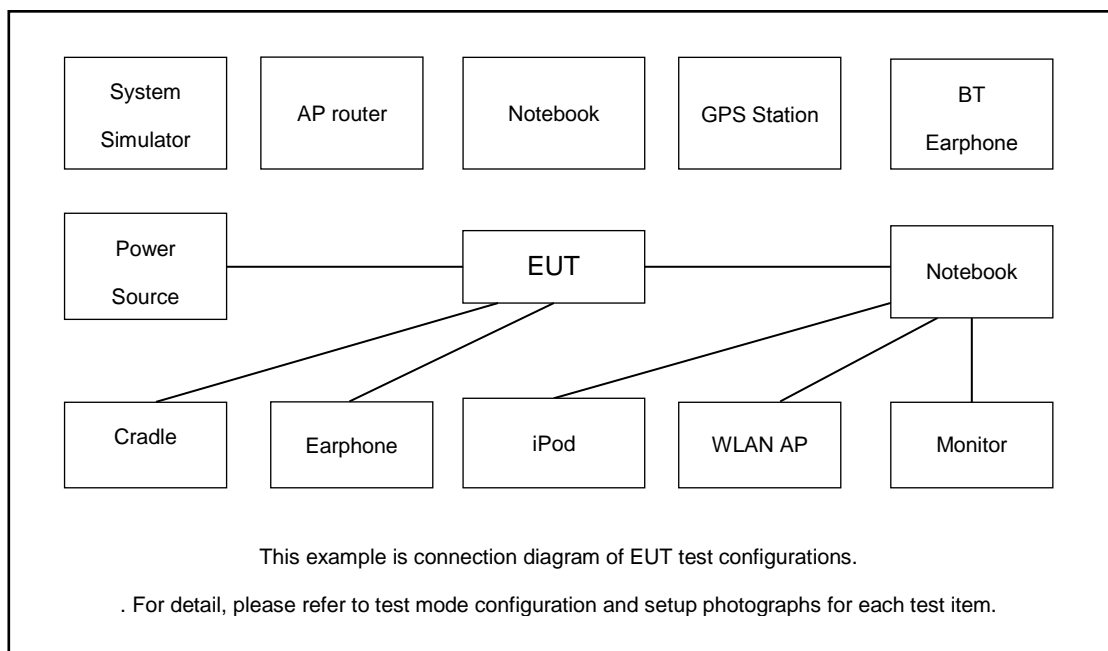 System
Simulator
AP router
Notebook
GPS Station
BT
Earphone
Power
Source
EUT
Notebook
Cradle
Earphone
iPod
WLAN AP
Monitor
This example is connection diagram of EUT test configurations.
. For detail, please refer to test mode configuration and setup photographs for each test item.